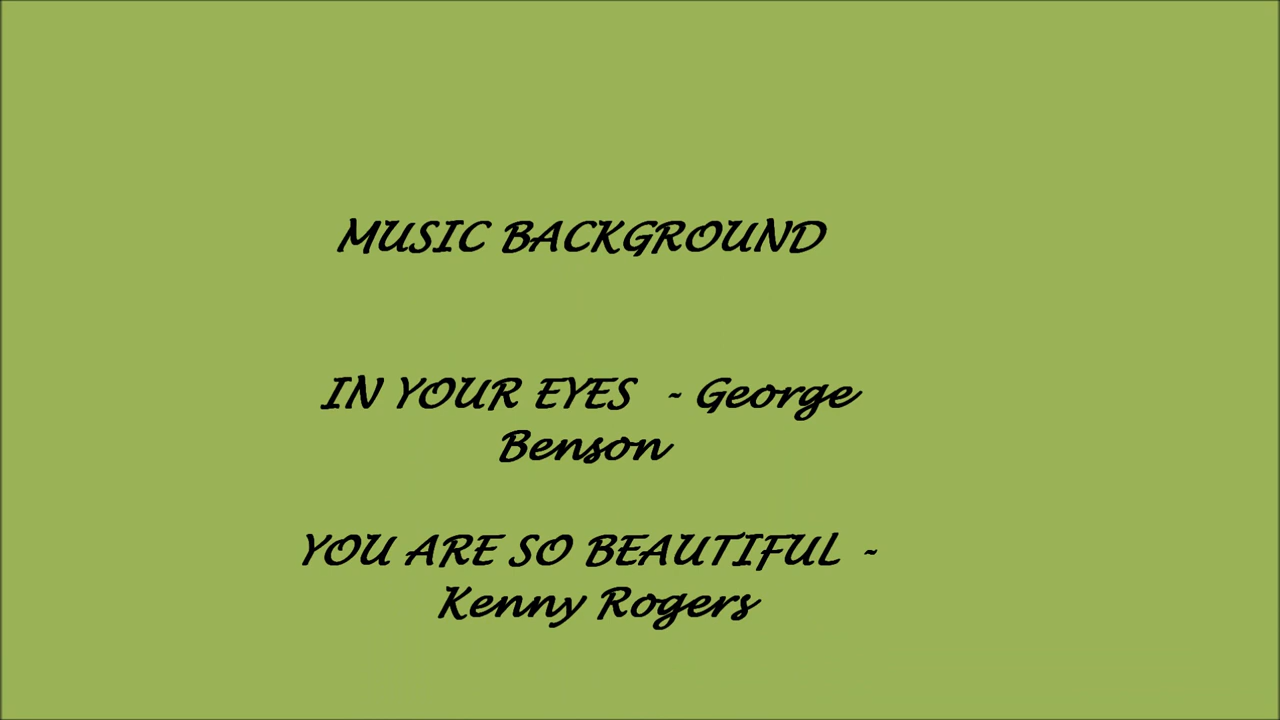 MUSIC BACKGROUND
IN YOUR EYES - George
Benson
YOU ARE SO BEAUTIFUL -
Kenny Rogers